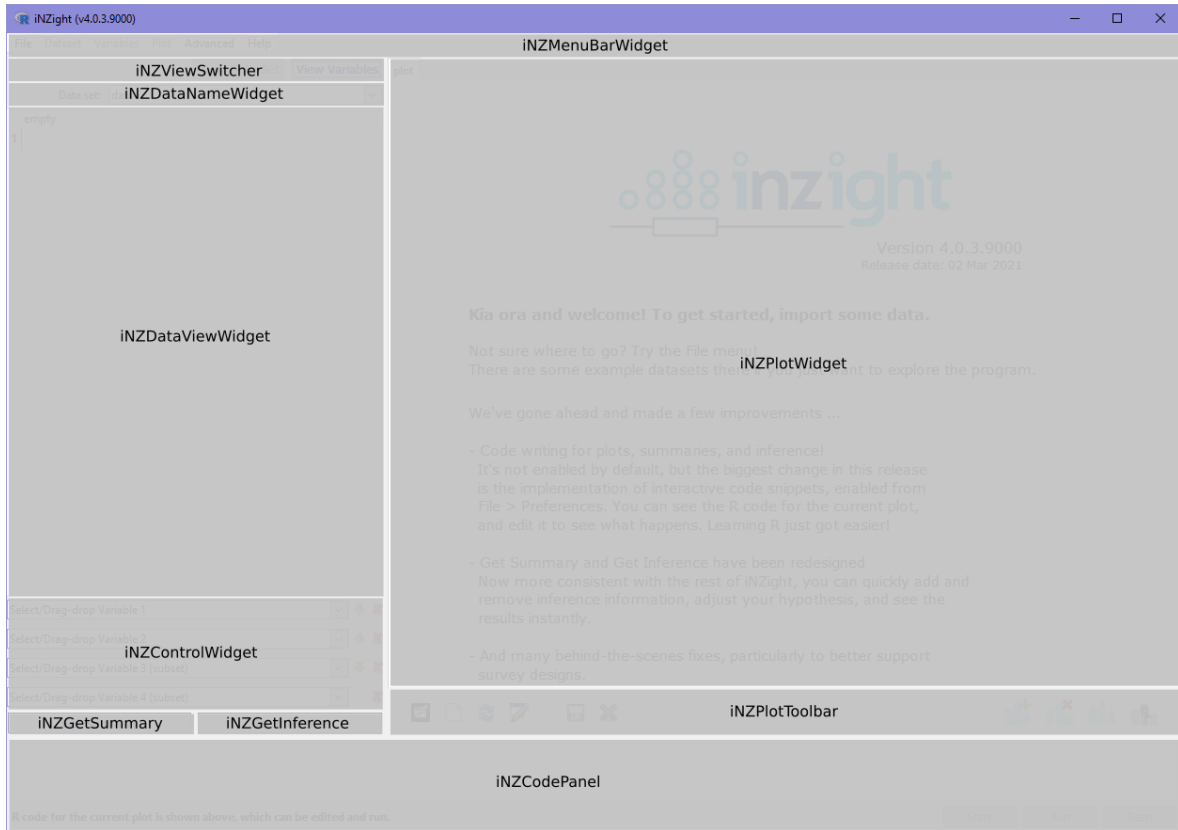 iNZight (v4.0.3.9000)
File Dataset Variables Plot Advanced Help
iNZMenuBarWidget
iNZViewSwitcher
View Variables
plot
Data set:
iNZDataNameWidget
empty
1
inzight
Version 4.0.3.9000
Release date: 02 Mar 2021
Kia ora and welcome! To get started, import some data.
iNZDataViewWidget
Not sure where to go? Try the File menu!
iNZPlotWidget
There are some example datasets there if you just want to explore the program.
We've gone ahead and made a few improvements ...
- Code writing for plots, summaries, and inference!
It's not enabled by default, but the biggest change in this release
is the implementation of interactive code snippets, enabled from
File > Preferences. You can see the R code for the current plot,
and edit it to see what happens. Learning R just got easier!
- Get Summary and Get Inference have been redesigned
Now more consistent with the rest of iNZight, you can quickly add and
remove inference information, adjust your hypothesis, and see the
results instantly.
- And many behind-the-scenes fixes, particularly to better support
survey designs.
Select/Drag-drop Variable 1
Select/Drag-drop Variable 2
iNZControlWidget
Select/Drag-drop Variable 3 (subset)
Select/Drag-drop Variable 4 (subset)
iNZGetSummary
iNZGetInference
iNZPlotToolbar
iNZCodePanel
R code for the current plot is shown above, which can be edited and run.